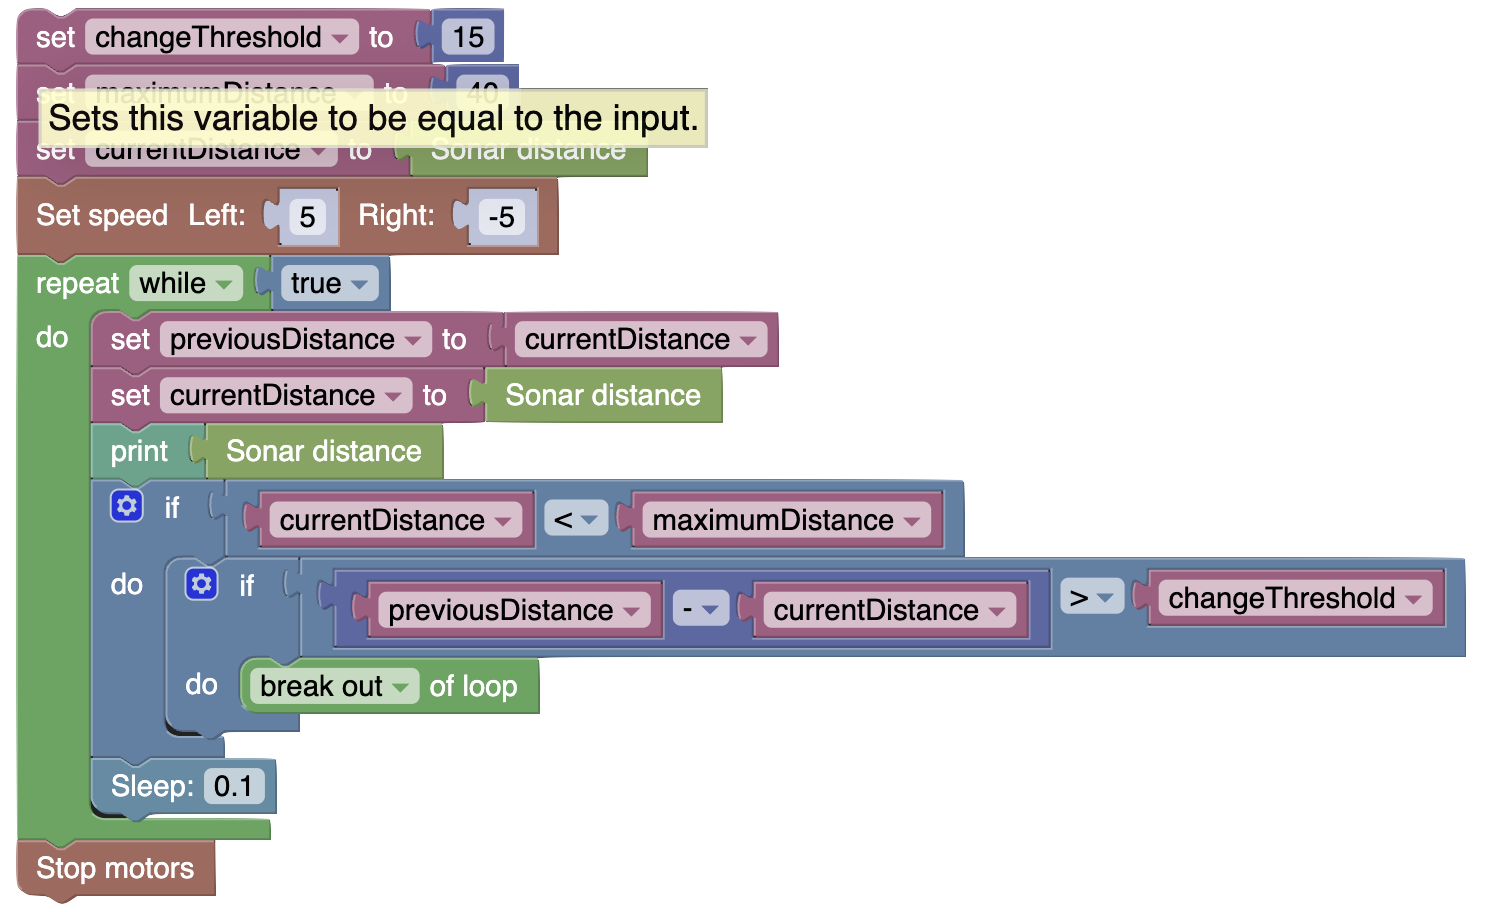 set changeThreshold to 15
set maximumDistance to 40
Sets this variable to be equal to the input.
set currentDistance to Sonar distance
Set speed Left: 5 Right: -5
repeat while true
do set previousDistance to currentDistance
set currentDistance to Sonar distance
print Sonar distance
if currentDistance < maximumDistance
do if previousDistance - currentDistance > changeThreshold
do break out of loop
Sleep: 0.1
Stop motors